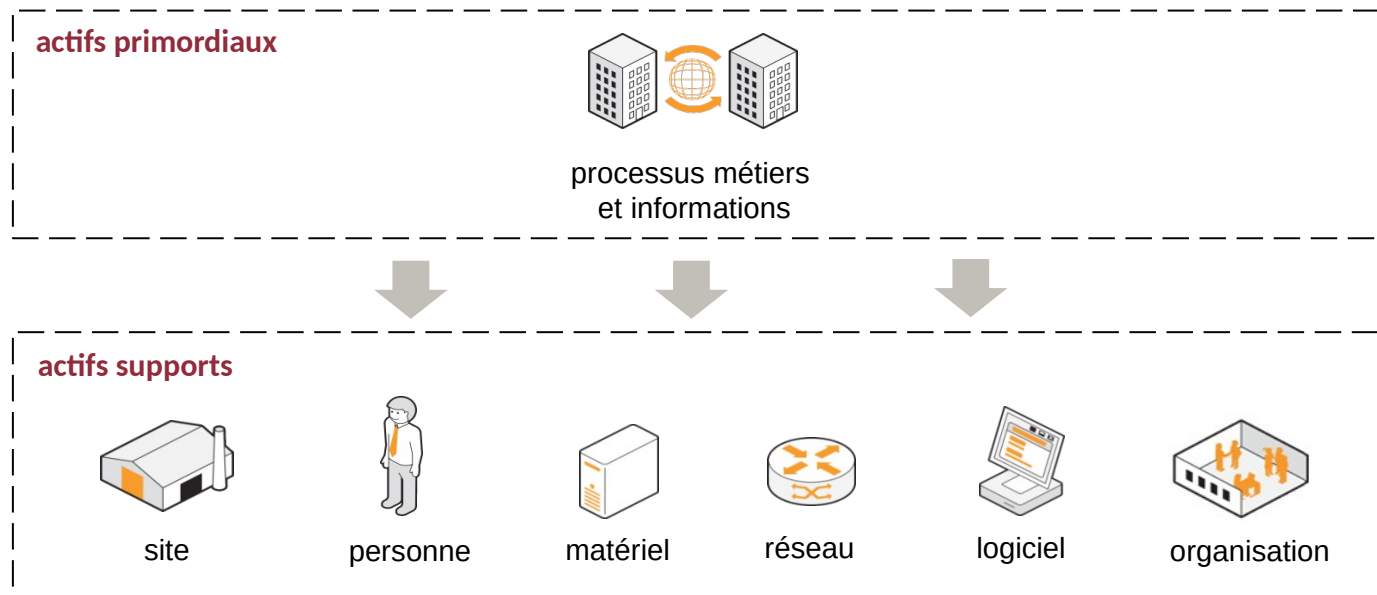 actifs primordiaux
processus métiers
et informations
actifs supports
site
personne
matériel
réseau
logiciel
organisation